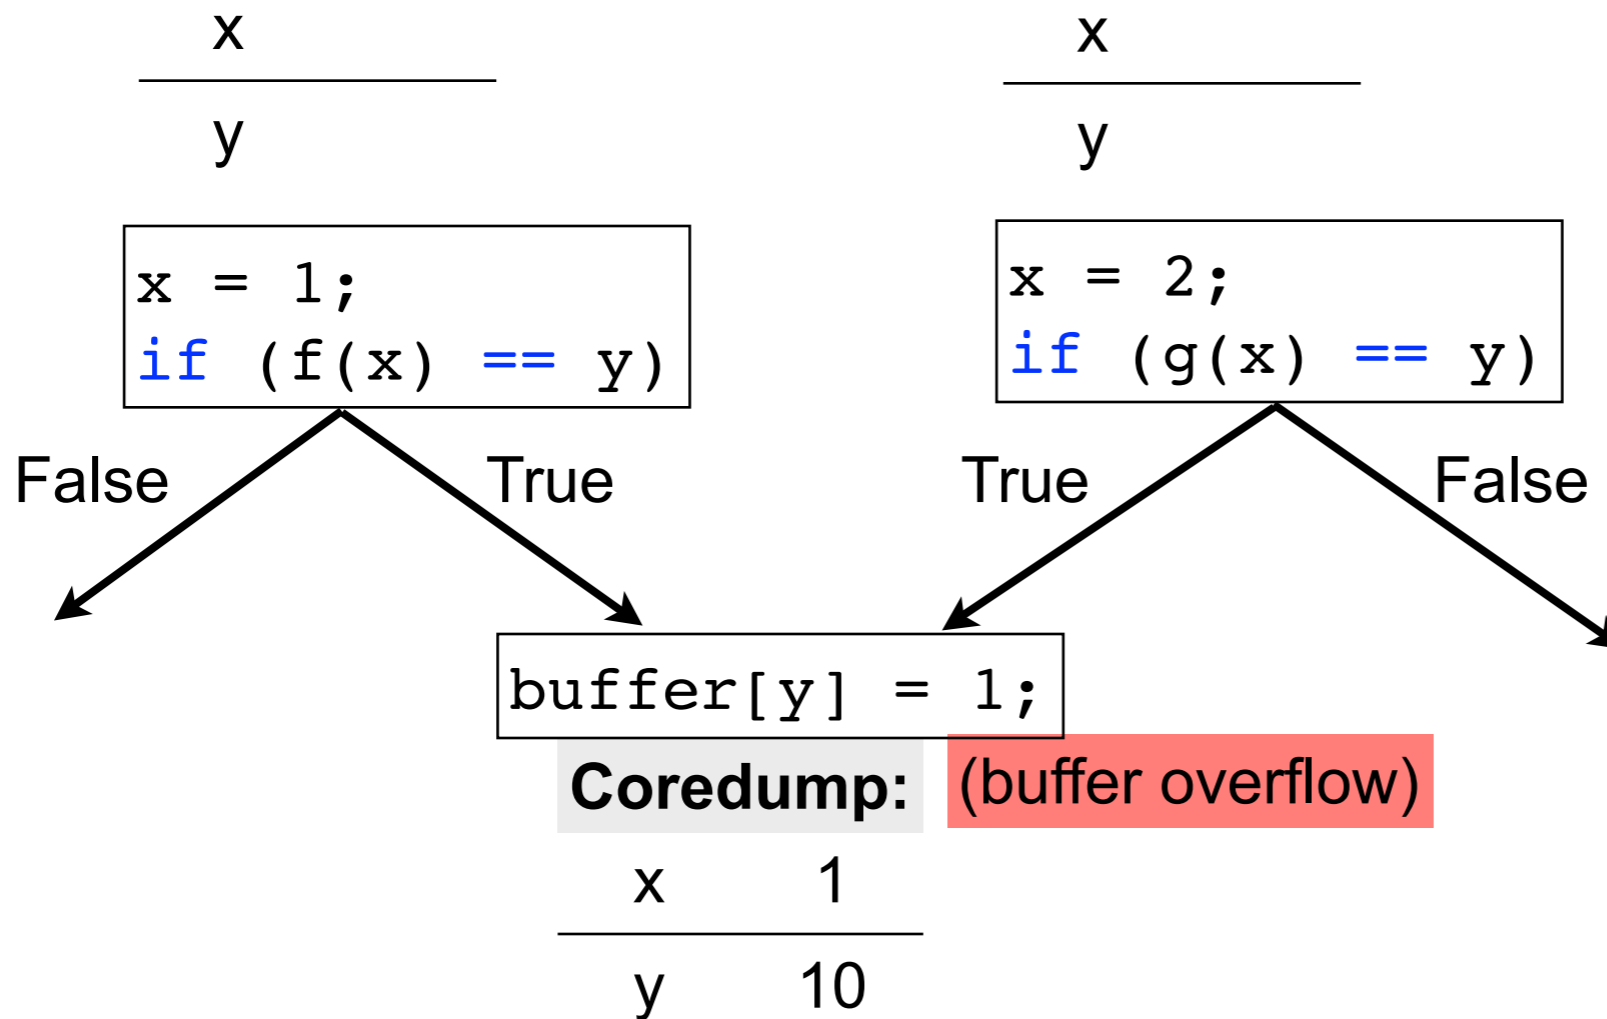 x
y
x
y
x = 1;
if (f(x) == y)
x = 2;
if (g(x) == y)
False
True
True
False
buffer[y] = 1;
Coredump: (buffer overflow)
x 1
y 10